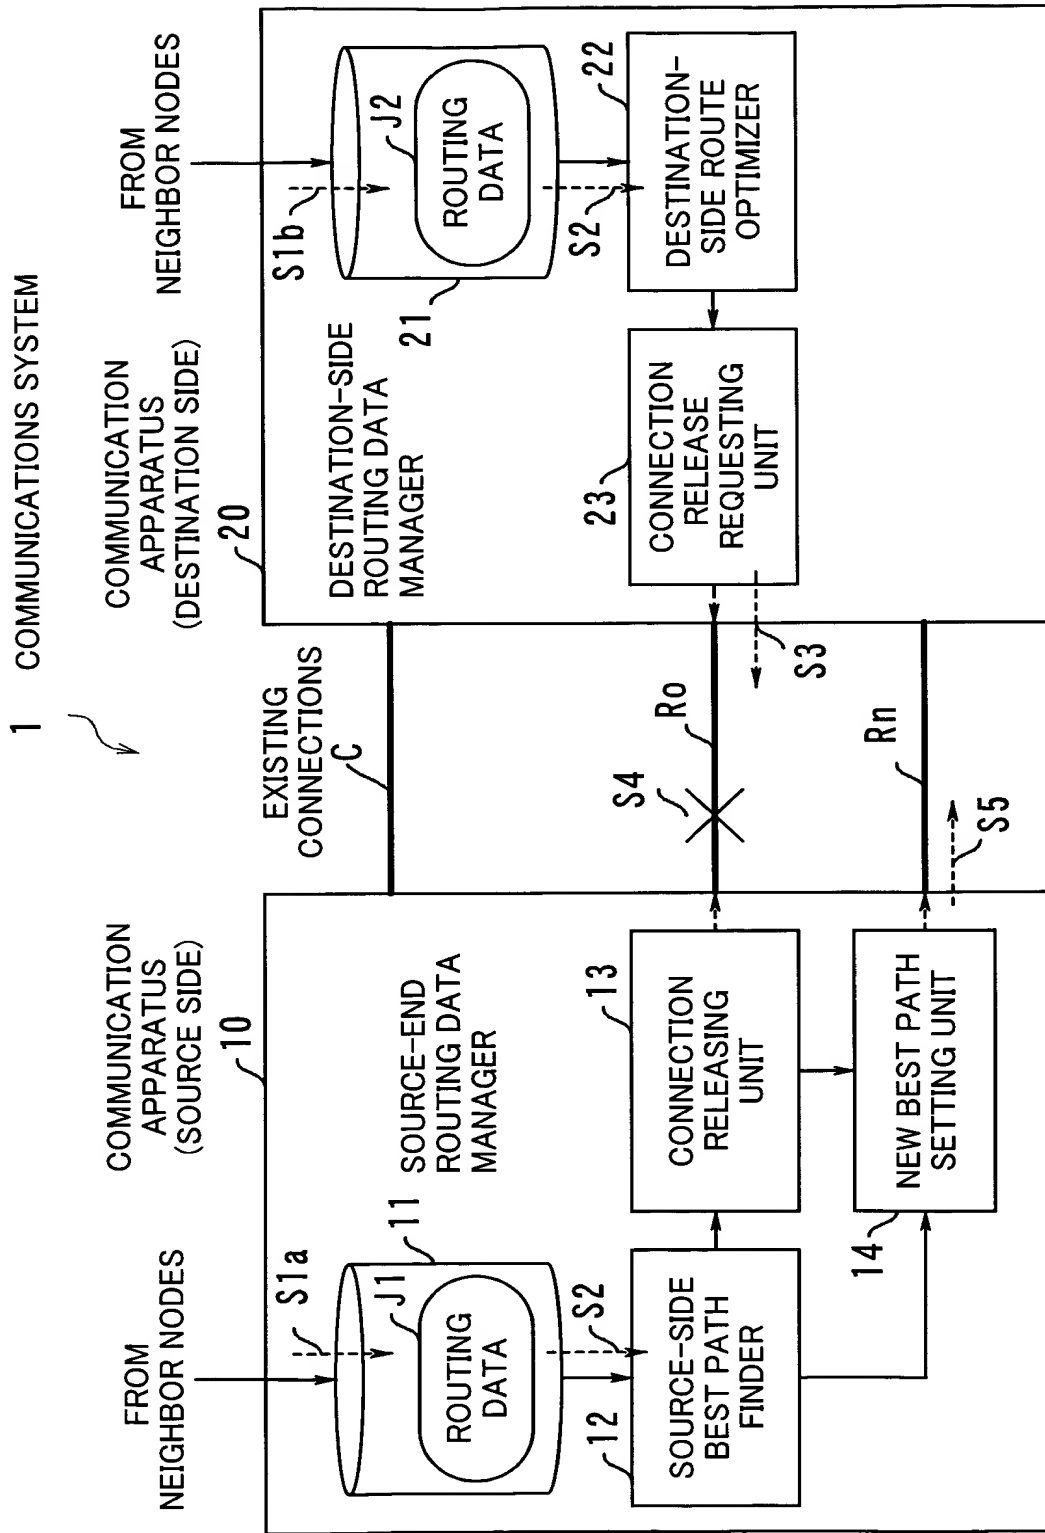 1 COMMUNICATIONS SYSTEM
COMMUNICATION
APPARATUS
(SOURCE SIDE)
10
FROM
NEIGHBOR NODES
S1a
J1
11
ROUTING
DATA
SOURCE-END
ROUTING DATA
MANAGER
S2
12
SOURCE-SIDE
BEST PATH
FINDER
13
CONNECTION
RELEASING
UNIT
14
NEW BEST PATH
SETTING UNIT
EXISTING
CONNECTIONS
C
S4
Ro
S3
Rn
S5
COMMUNICATION
APPARATUS
(DESTINATION SIDE)
20
FROM
NEIGHBOR NODES
S1b
J2
21
ROUTING
DATA
DESTINATION-SIDE
ROUTING DATA
MANAGER
S2
22
DESTINATION-
SIDE ROUTE
OPTIMIZER
23
CONNECTION
RELEASE
REQUESTING
UNIT